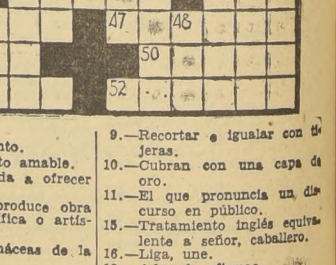 47
48
50
52
nto.
to amable.
da a ofrecer
produce obra
ífica o artís-
náceas de la
9.—Recortar e igualar con ti-
jeras.
10.—Cubran con una capa de
oro.
11.—El que pronuncia un dis-
curso en público.
15.—Tratamiento inglés equiva-
lente a señor, caballero.
16.—Liga, une.